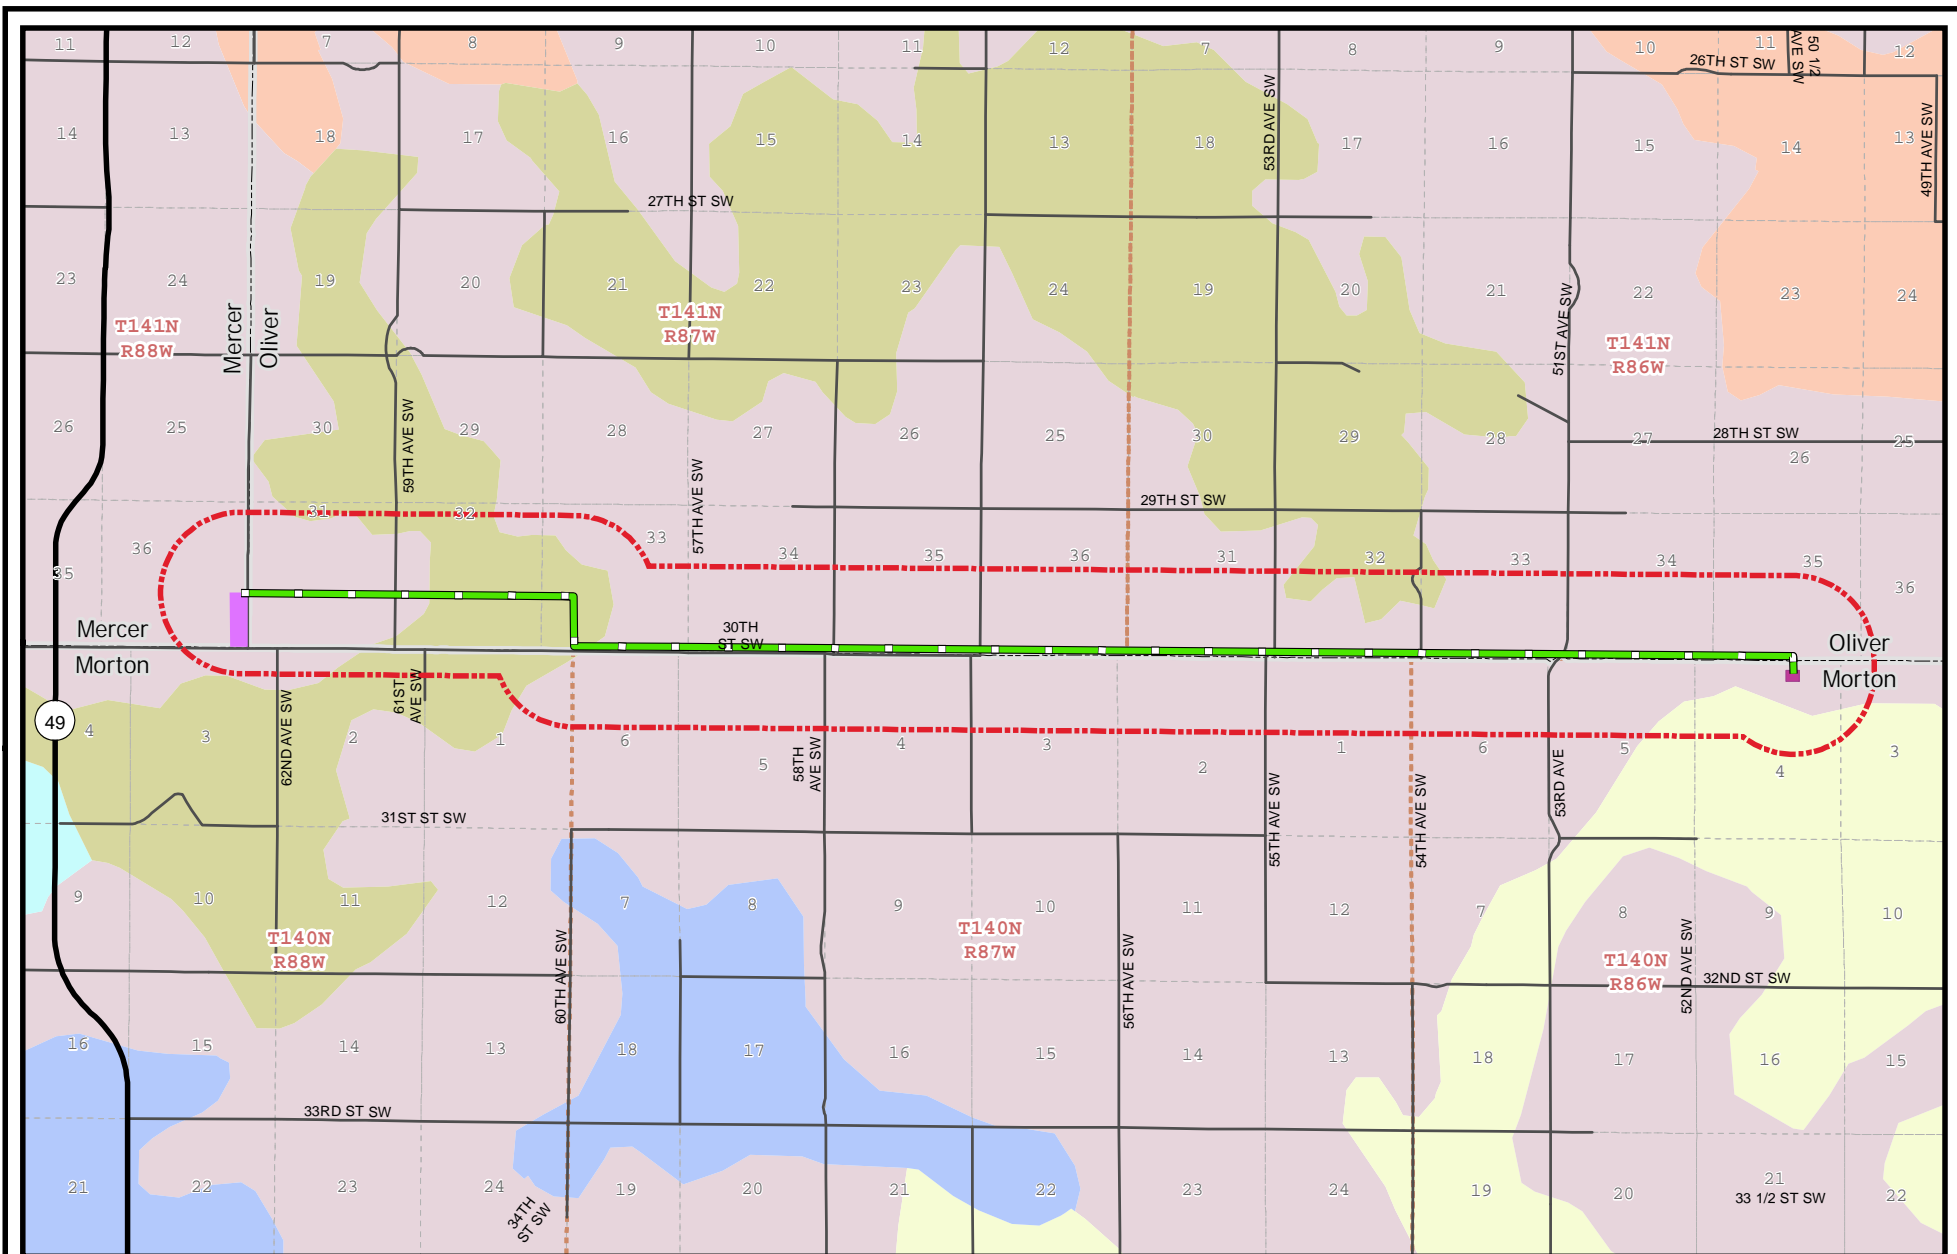 11 12 7 8 9 10 11 12 7 8 9 10 11 12
50 1/2
AVE SW
26TH ST SW
53RD AVE SW
49TH AVE SW
14 13 18 17 16 15 14 13 18 17 16 15 14 13
27TH ST SW
23 24 19 20 21 22 23 24 19 20 21 22 23 24
T141N
R88W
Mercer
Oliver
T141N
R87W
51ST AVE SW
T141N
R86W
26 25 30 29 28 27 26 25 30 29 28 27 26 25
59TH AVE SW
28TH ST SW
57TH AVE SW
29TH ST SW
35 36 31 32 33 34 35 36 31 32 33 34 35 36
Mercer
Morton
30TH
ST SW
Oliver
Morton
49
62ND AVE SW
61ST
AVE SW
4 3 2 1 6 5 4 3 2 1 6 5 4 3
58TH
AVE SW
55TH AVE SW
54TH AVE SW
53RD AVE
31ST ST SW
9 10 11 12 7 8 9 10 11 12 7 8 9 10
T140N
R88W
60TH AVE SW
T140N
R87W
56TH AVE SW
T140N
R86W
52ND AVE SW
32ND ST SW
16 15 14 13 18 17 16 15 14 13 18 17 16 15
33RD ST SW
21 22 23 24 19 20 21 22 23 24 19 20 21 22
34TH
ST SW
33 1/2 ST SW